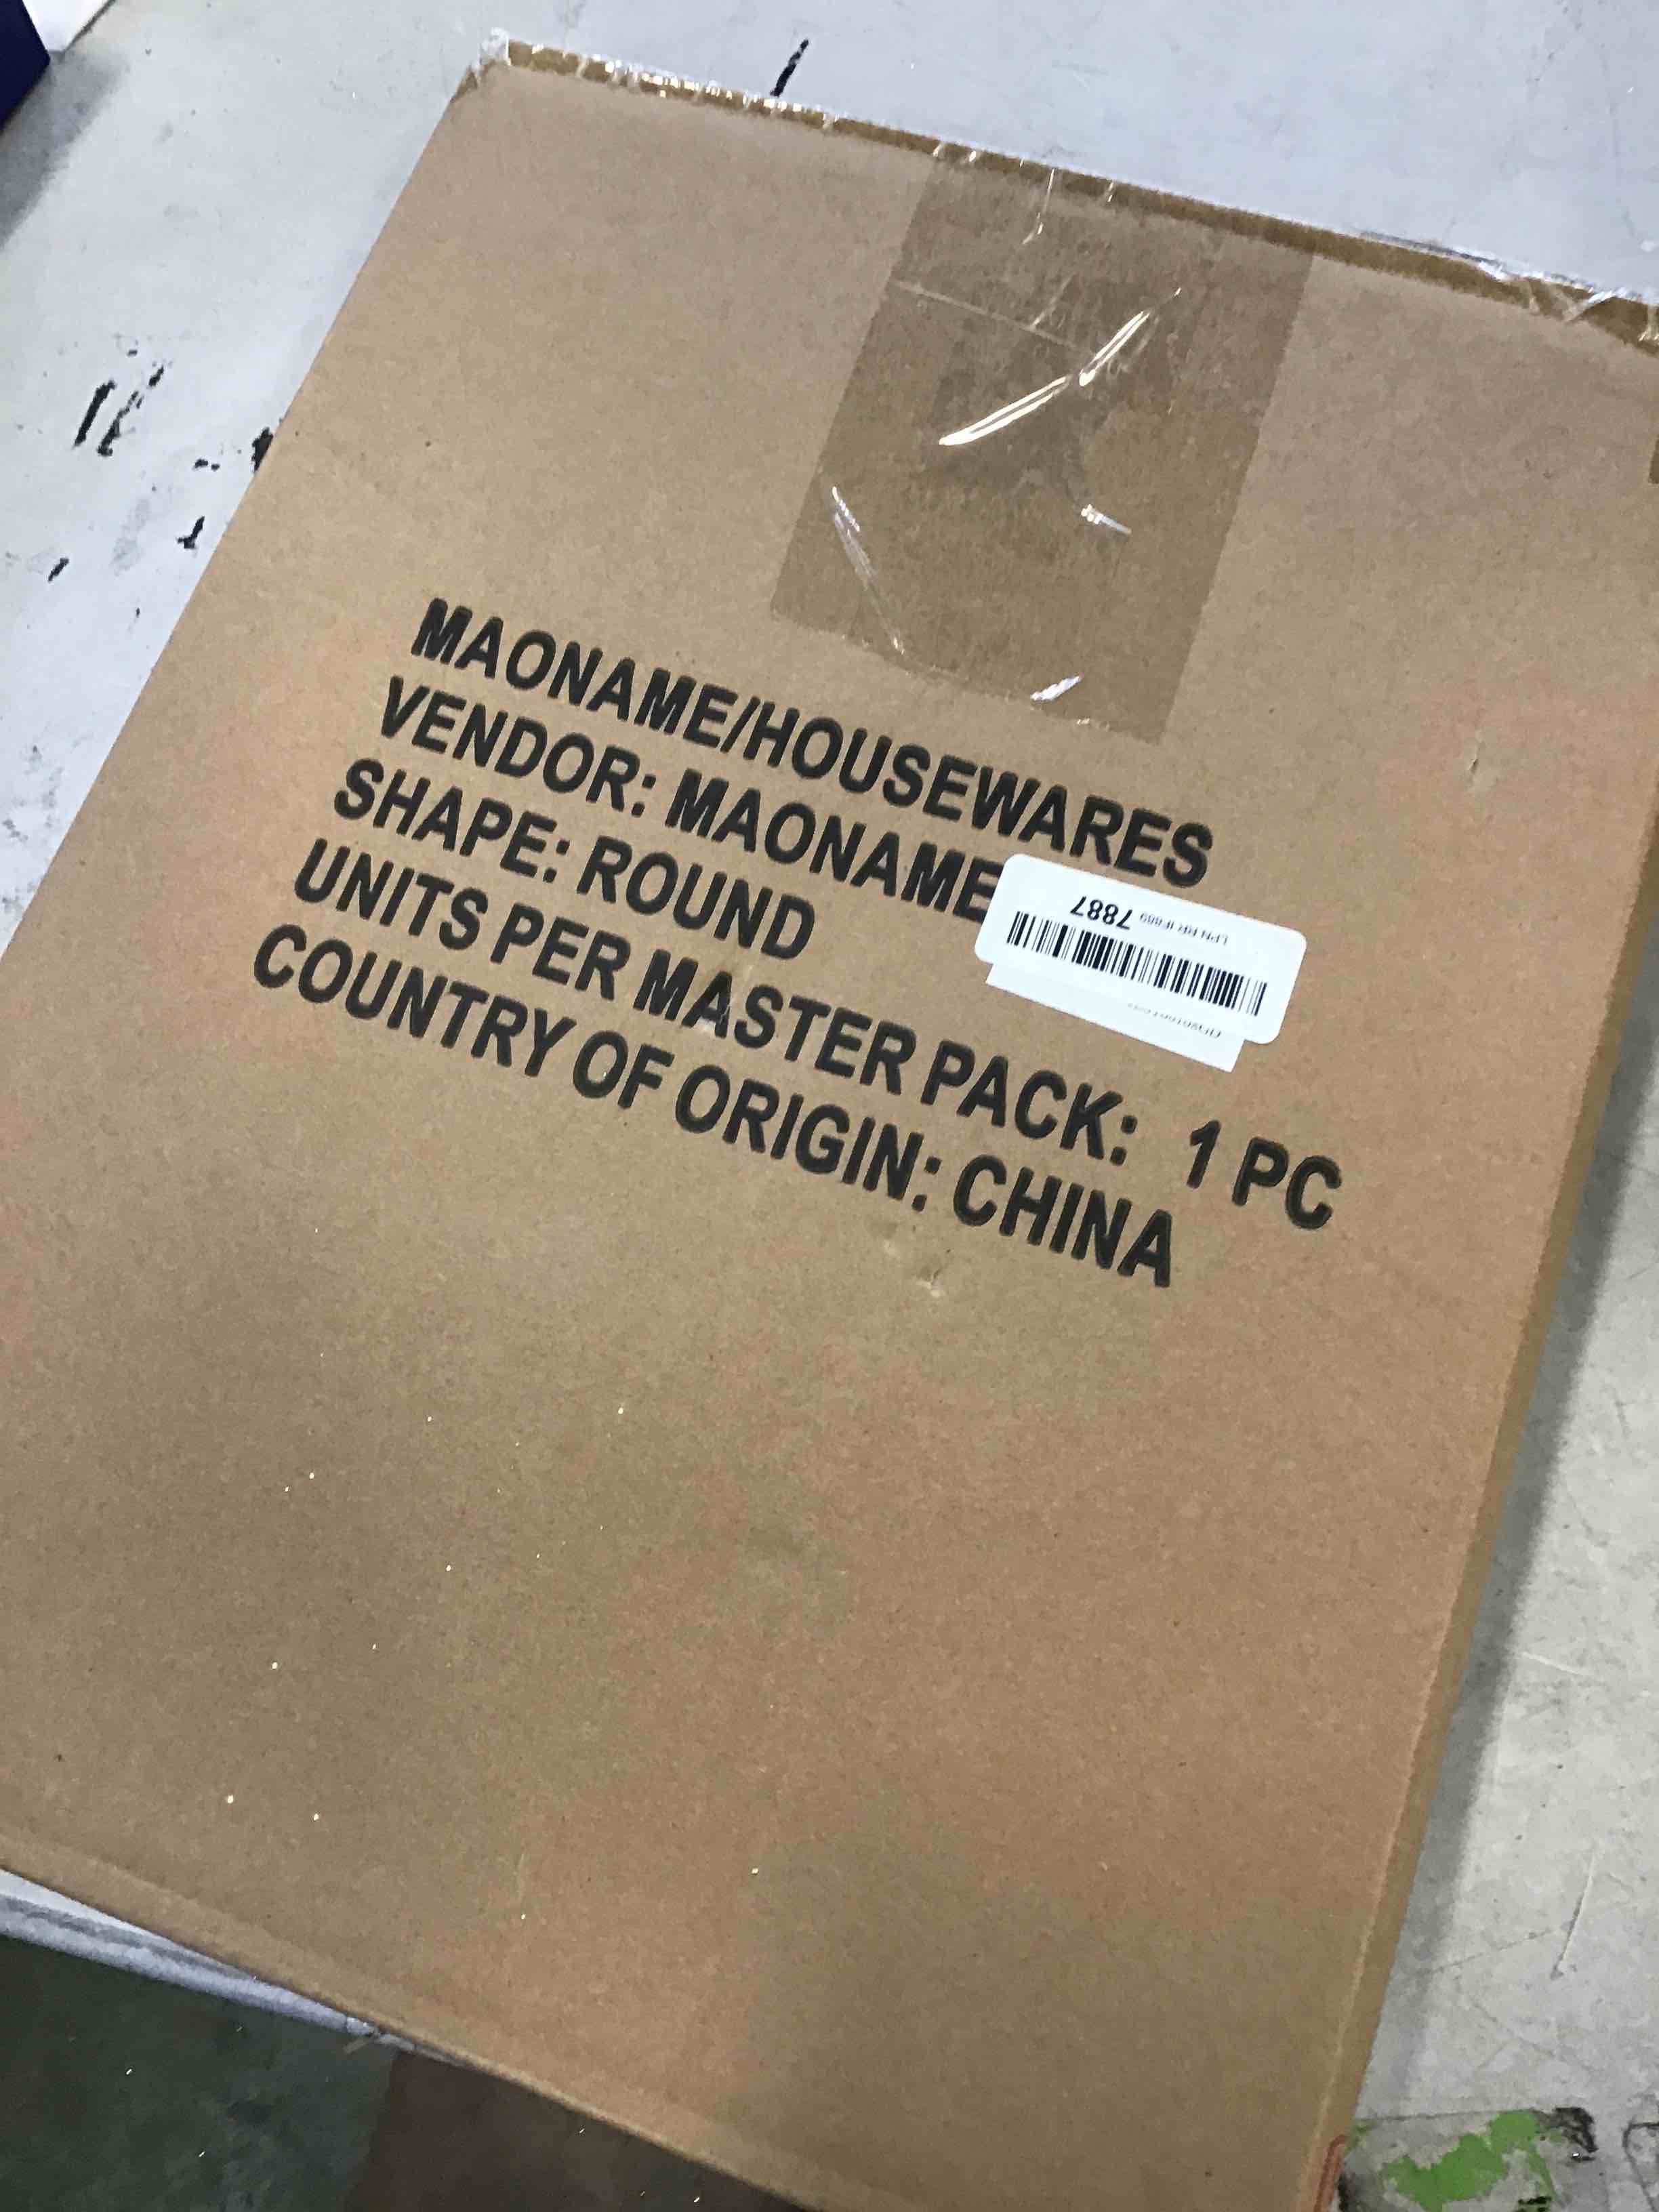 MAONAME/HOUSEWARES
VENDOR: MAONAME
SHAPE: ROUND
UNITS PER MASTER PACK: 1 PC
COUNTRY OF ORIGIN: CHINA
7887